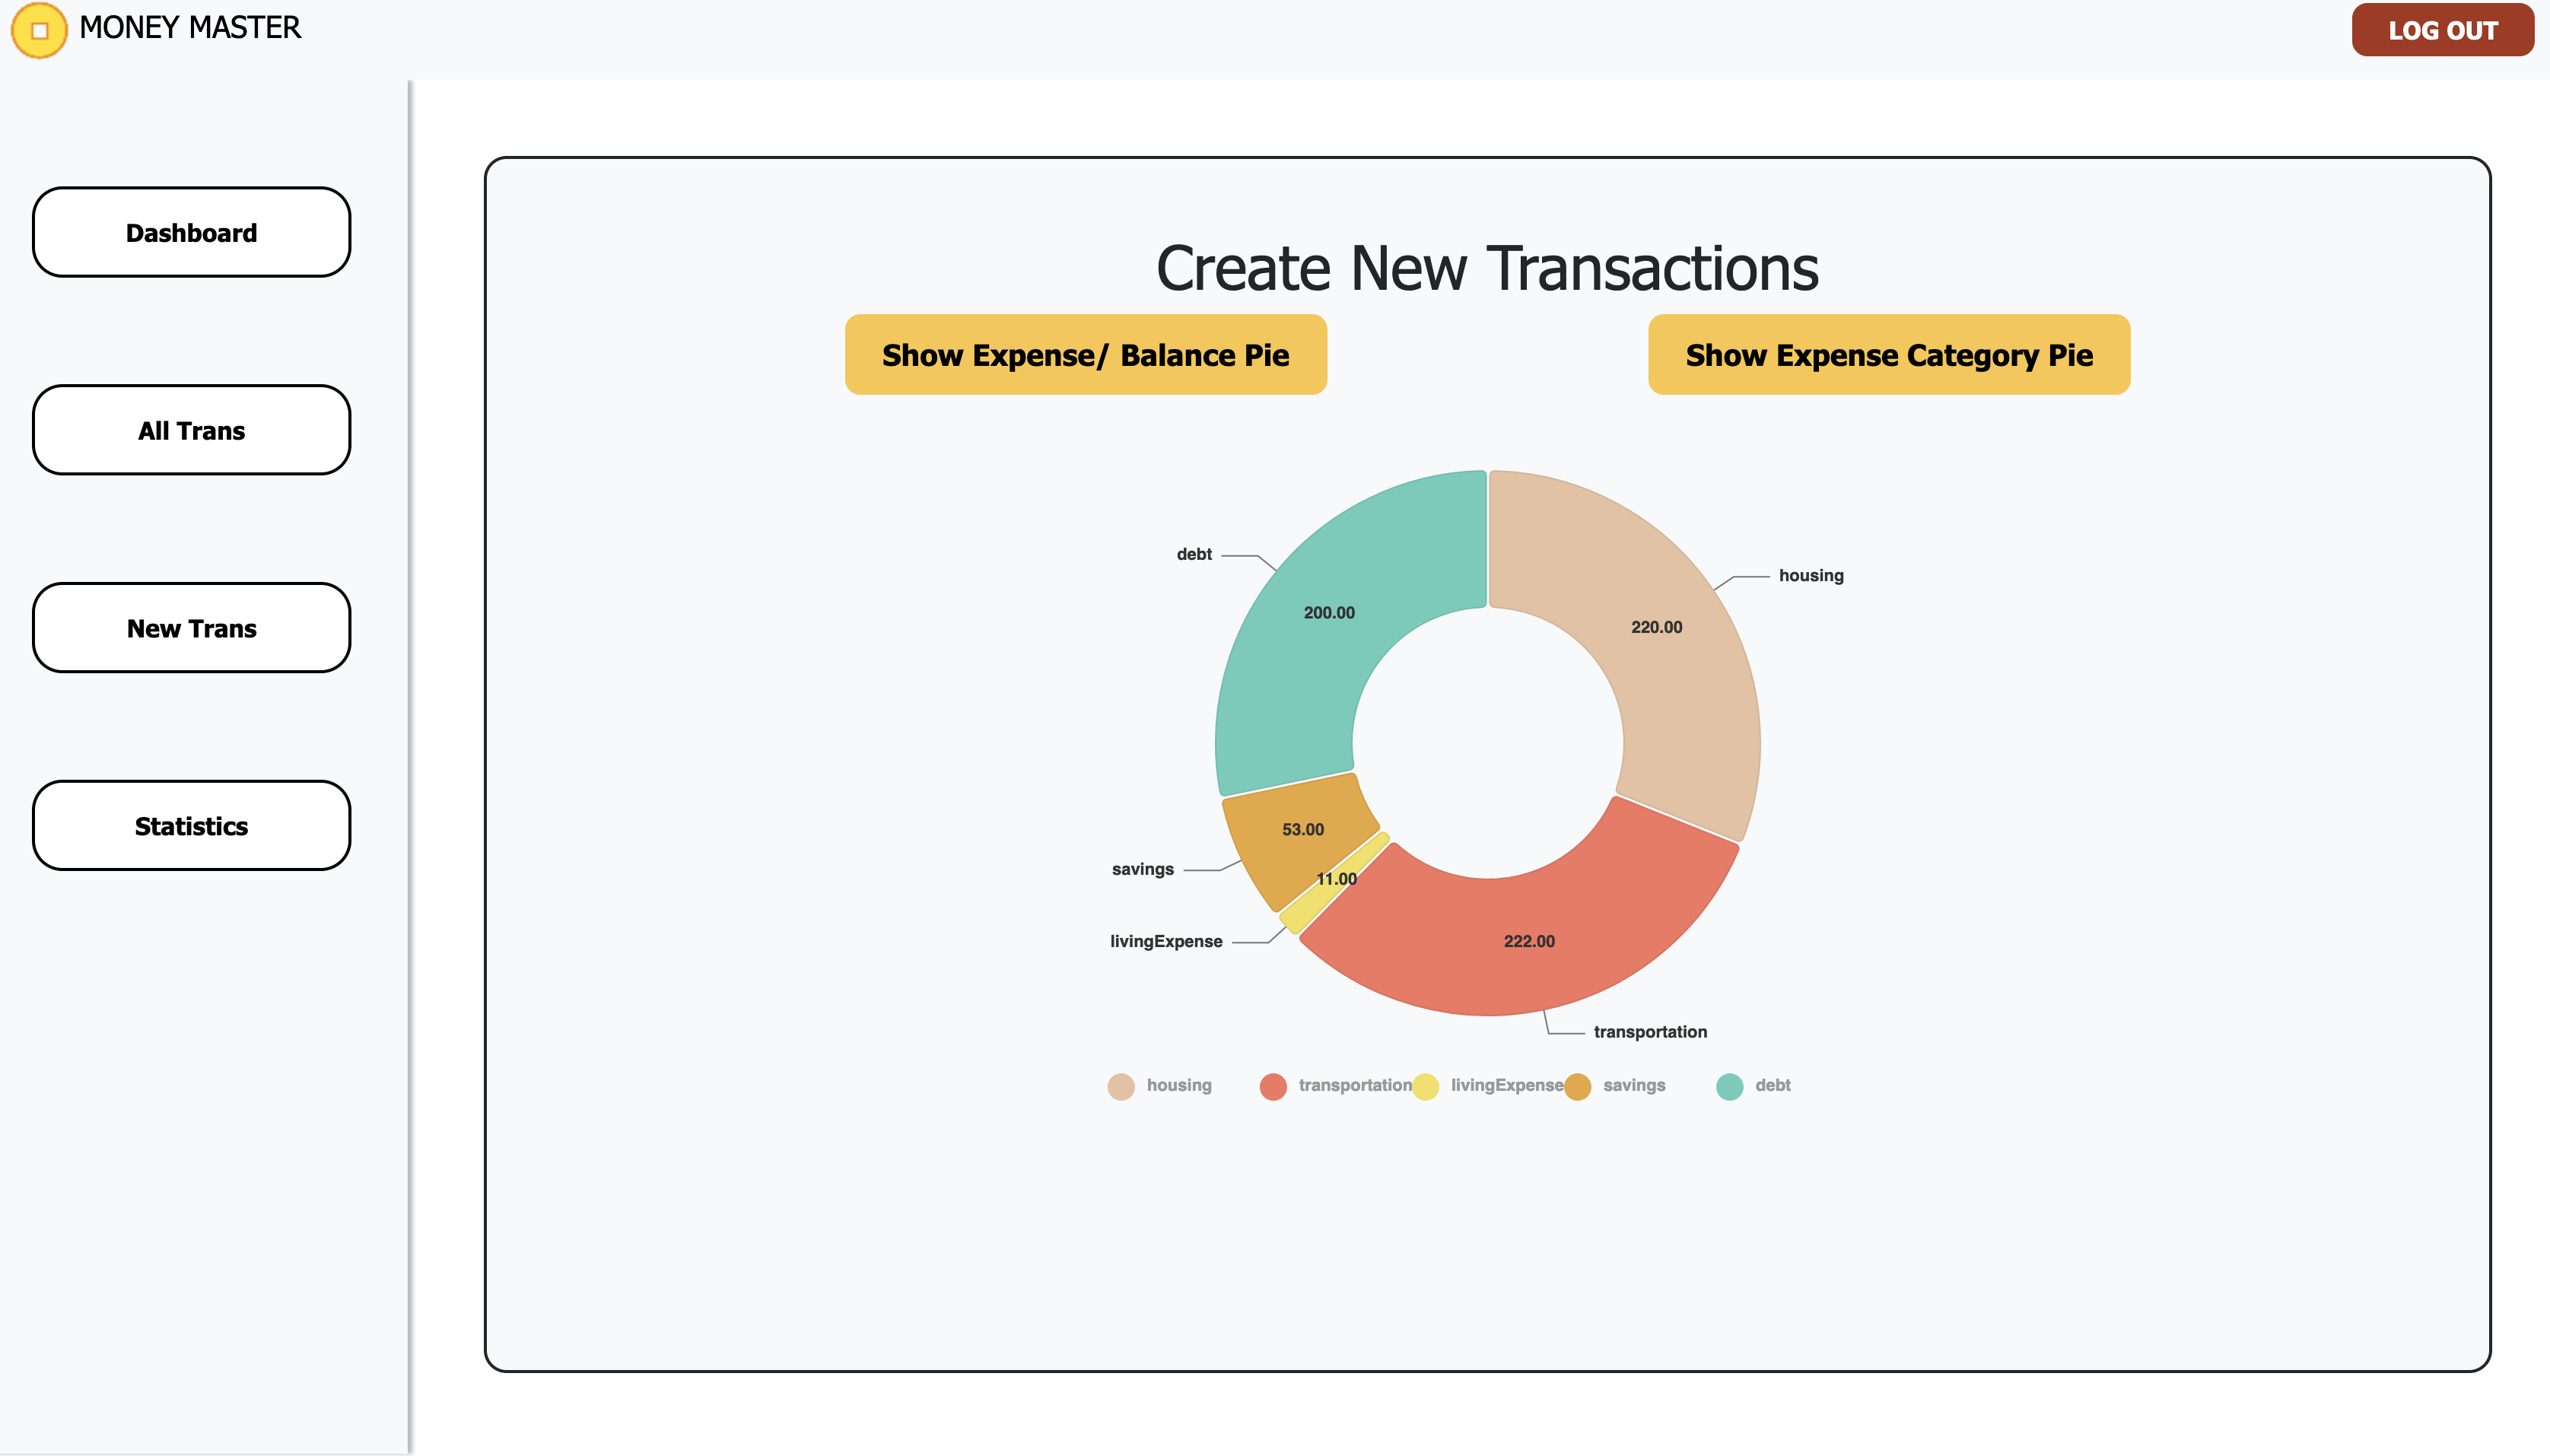 MONEY MASTER
LOG OUT
Dashboard
All Trans
New Trans
Statistics
Create New Transactions
Show Expense/ Balance Pie
Show Expense Category Pie
debt
housing
200.00
220.00
53.00
savings
11.00
livingExpense
222.00
transportation
housing
transportation
livingExpense
savings
debt